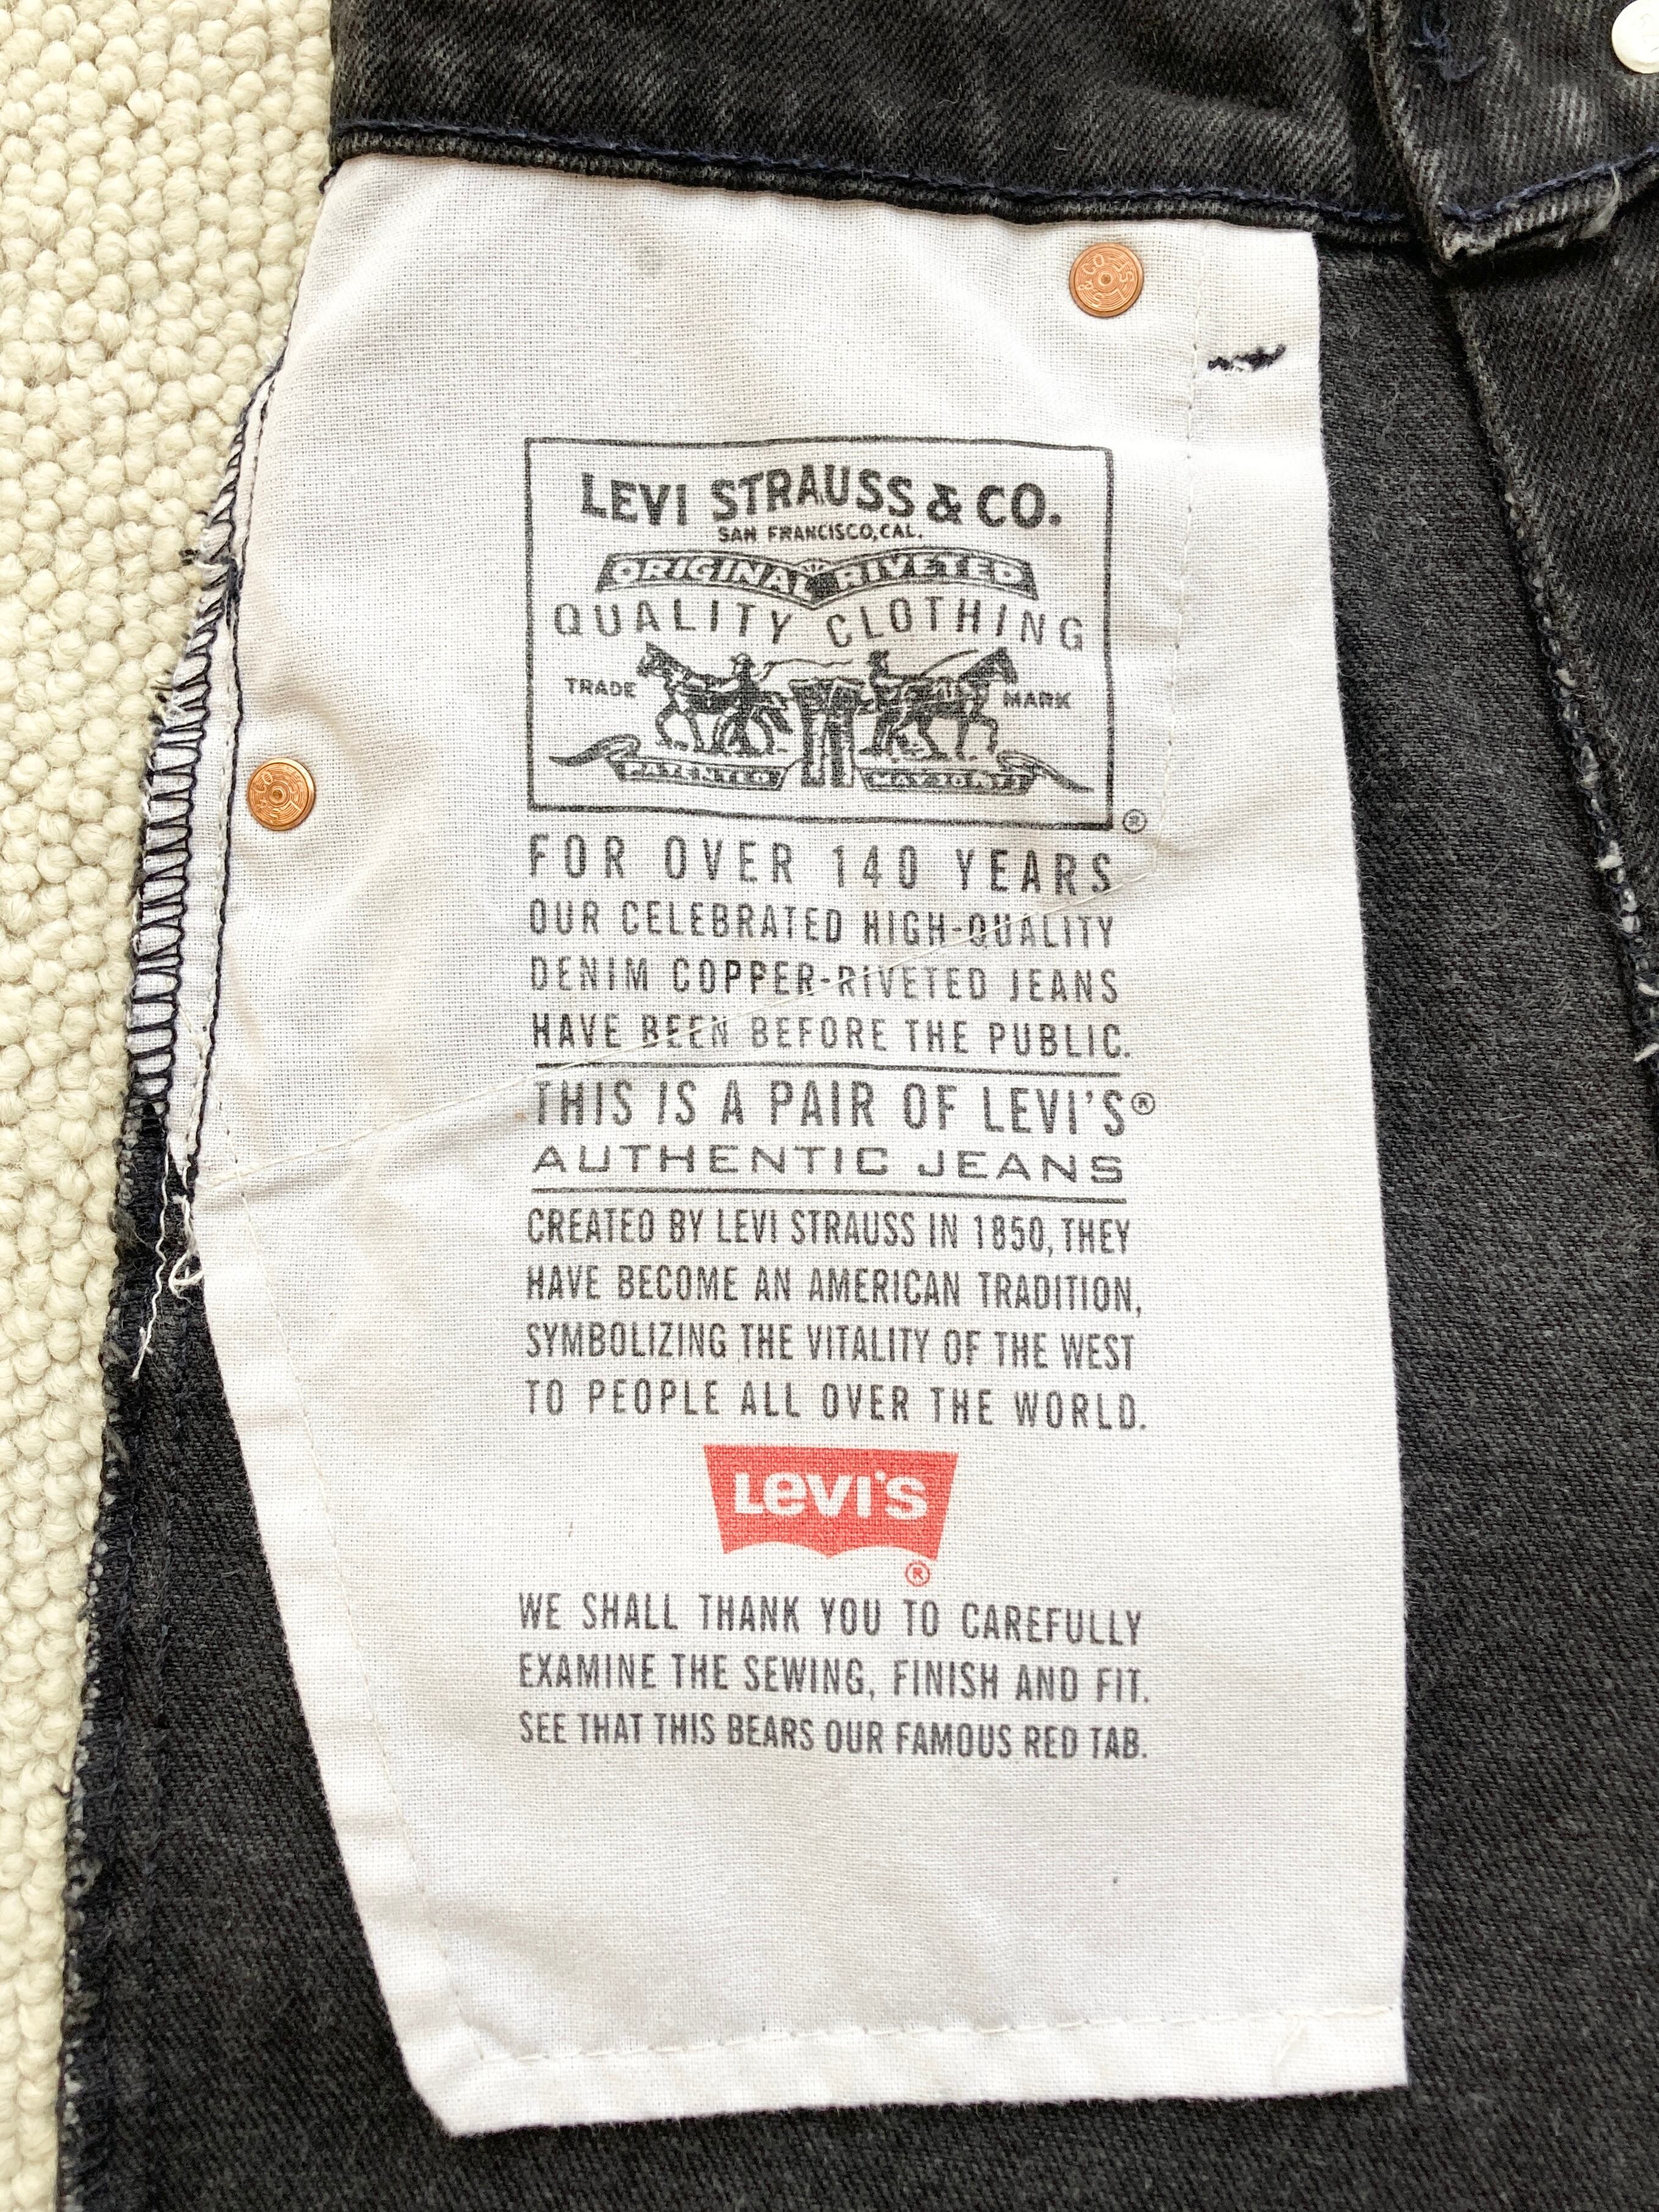 LEVI STRAUSS & CO.
SAN FRANCISCO, CAL.
ORIGINAL RIVETED
QUALITY CLOTHING
TRADE MARK
PATENTED MAY 20 1873
®
FOR OVER 140 YEARS
OUR CELEBRATED HIGH-QUALITY
DENIM COPPER-RIVETED JEANS
HAVE BEEN BEFORE THE PUBLIC.
THIS IS A PAIR OF LEVI'S®
AUTHENTIC JEANS
CREATED BY LEVI STRAUSS IN 1850, THEY
HAVE BECOME AN AMERICAN TRADITION,
SYMBOLIZING THE VITALITY OF THE WEST
TO PEOPLE ALL OVER THE WORLD.
Levi's
®
WE SHALL THANK YOU TO CAREFULLY
EXAMINE THE SEWING, FINISH AND FIT.
SEE THAT THIS BEARS OUR FAMOUS RED TAB.